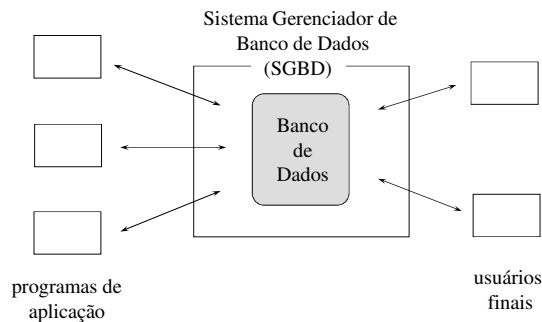 Sistema Gerenciador de
Banco de Dados
(SGBD)
Banco
de
Dados
programas de
aplicação
usuários
finais